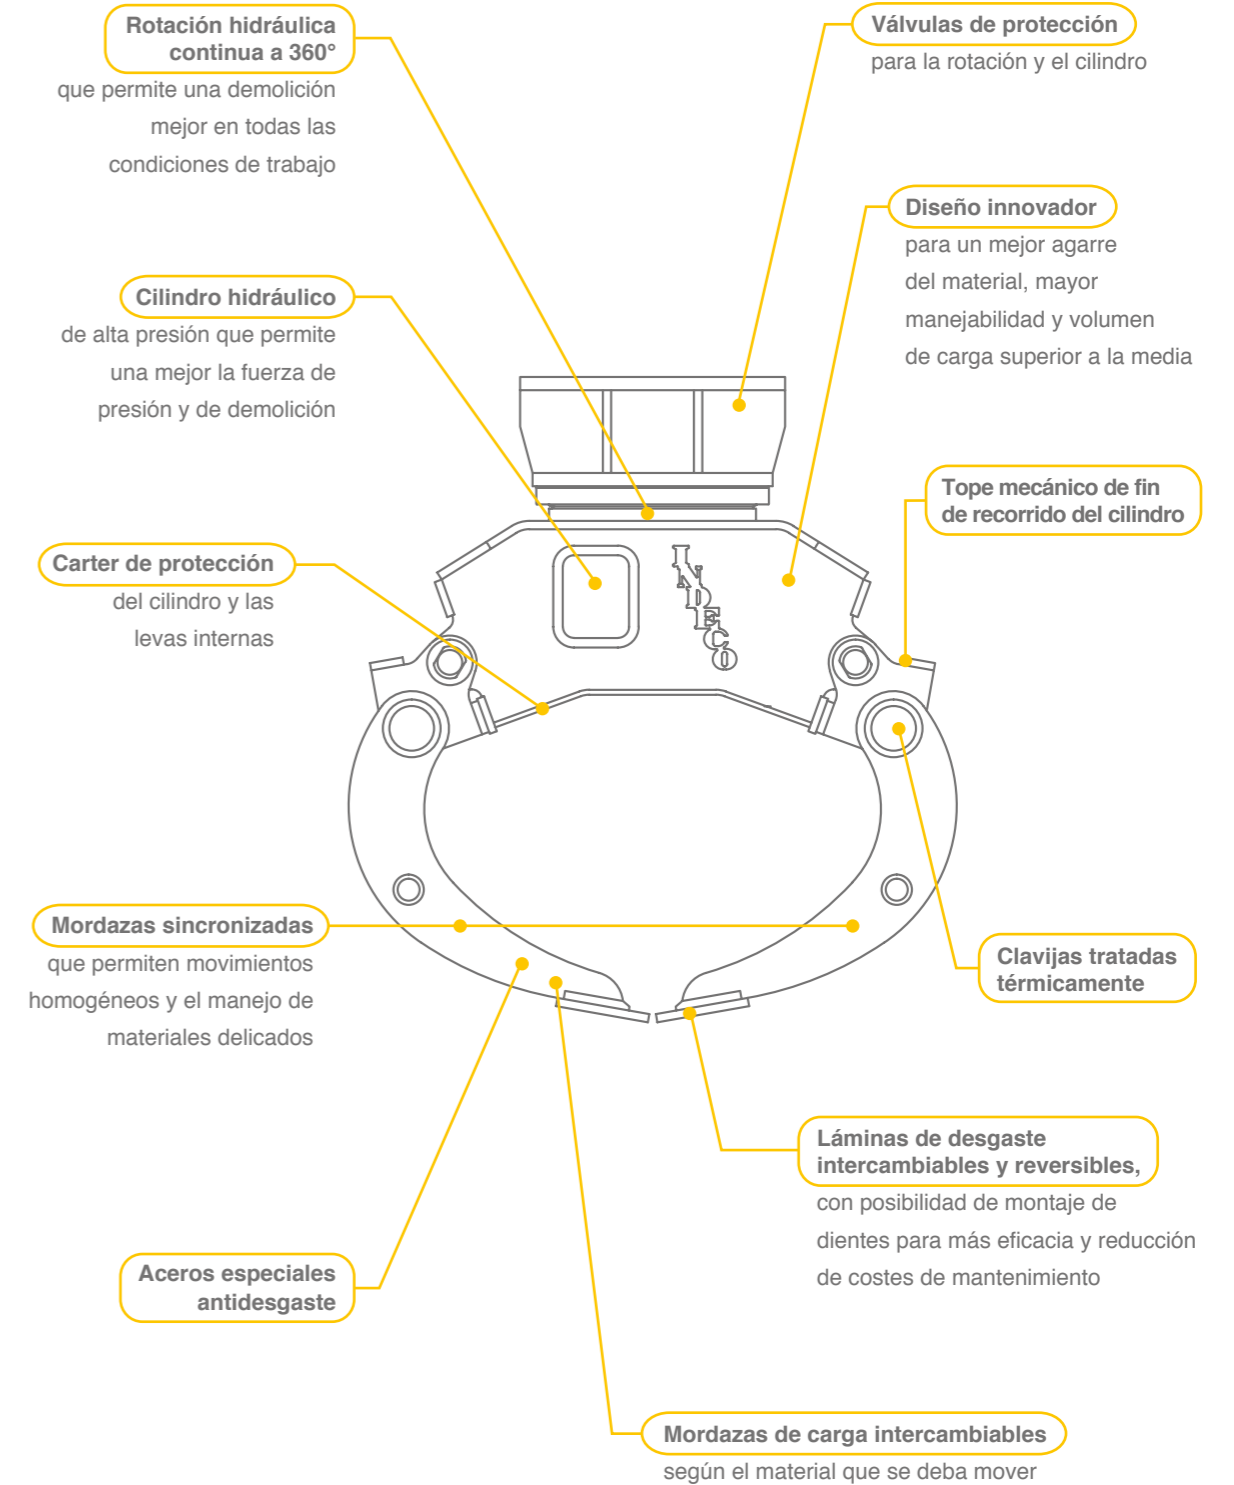 Rotación hidráulica
continua a 360°
que permite una demolición
mejor en todas las
condiciones de trabajo
Válvulas de protección
para la rotación y el cilindro
Diseño innovador
para un mejor agarre
del material, mayor
manejabilidad y volumen
de carga superior a la media
Cilindro hidráulico
de alta presión que permite
una mejor la fuerza de
presión y de demolición
Tope mecánico de fin
de recorrido del cilindro
Carter de protección
del cilindro y las
levas internas
INDECO
Mordazas sincronizadas
que permiten movimientos
homogéneos y el manejo de
materiales delicados
Clavijas tratadas
térmicamente
Láminas de desgaste
intercambiables y reversibles,
con posibilidad de montaje de
dientes para más eficacia y reducción
de costes de mantenimiento
Aceros especiales
antidesgaste
Mordazas de carga intercambiables
según el material que se deba mover